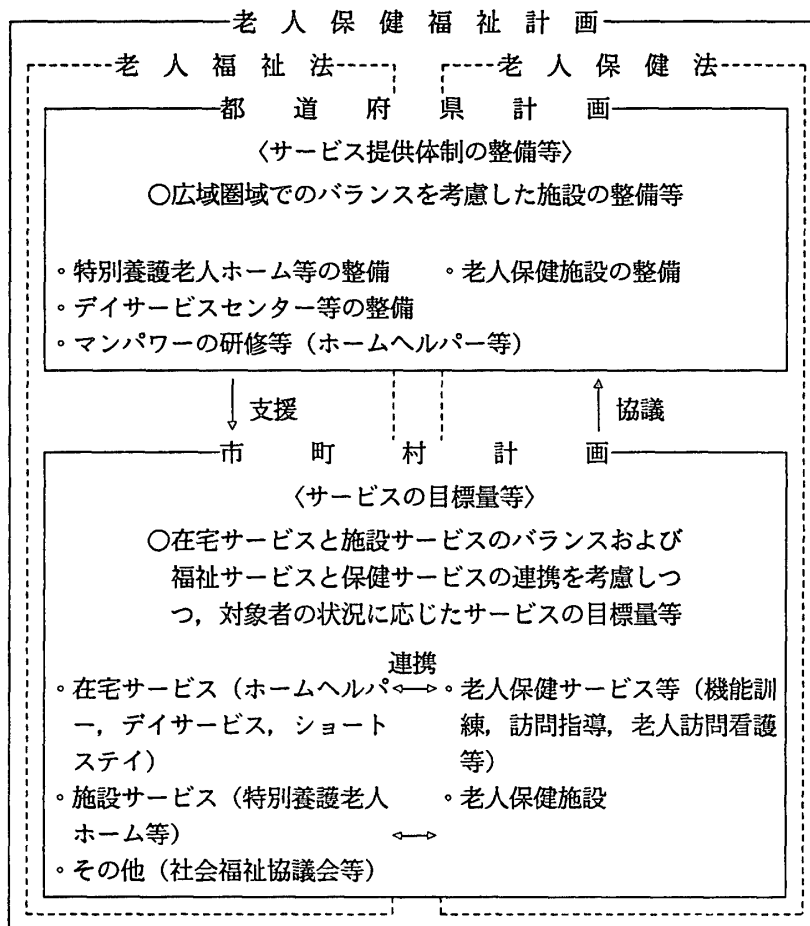 老人保健福祉計画
老人福祉法
老人保健法
都道府県計画
〈サービス提供体制の整備等〉
○広域圏域でのバランスを考慮した施設の整備等
◦特別養護老人ホーム等の整備
◦老人保健施設の整備
◦デイサービスセンター等の整備
◦マンパワーの研修等（ホームヘルパー等）
支援
協議
市町村計画
〈サービスの目標量等〉
○在宅サービスと施設サービスのバランスおよび
福祉サービスと保健サービスの連携を考慮しつ
つ，対象者の状況に応じたサービスの目標量等
連携
◦在宅サービス（ホームヘルパ
ー，デイサービス，ショート
ステイ）
◦老人保健サービス等（機能訓
練，訪問指導，老人訪問看護
等）
◦施設サービス（特別養護老人
ホーム等）
◦老人保健施設
◦その他（社会福祉協議会等）